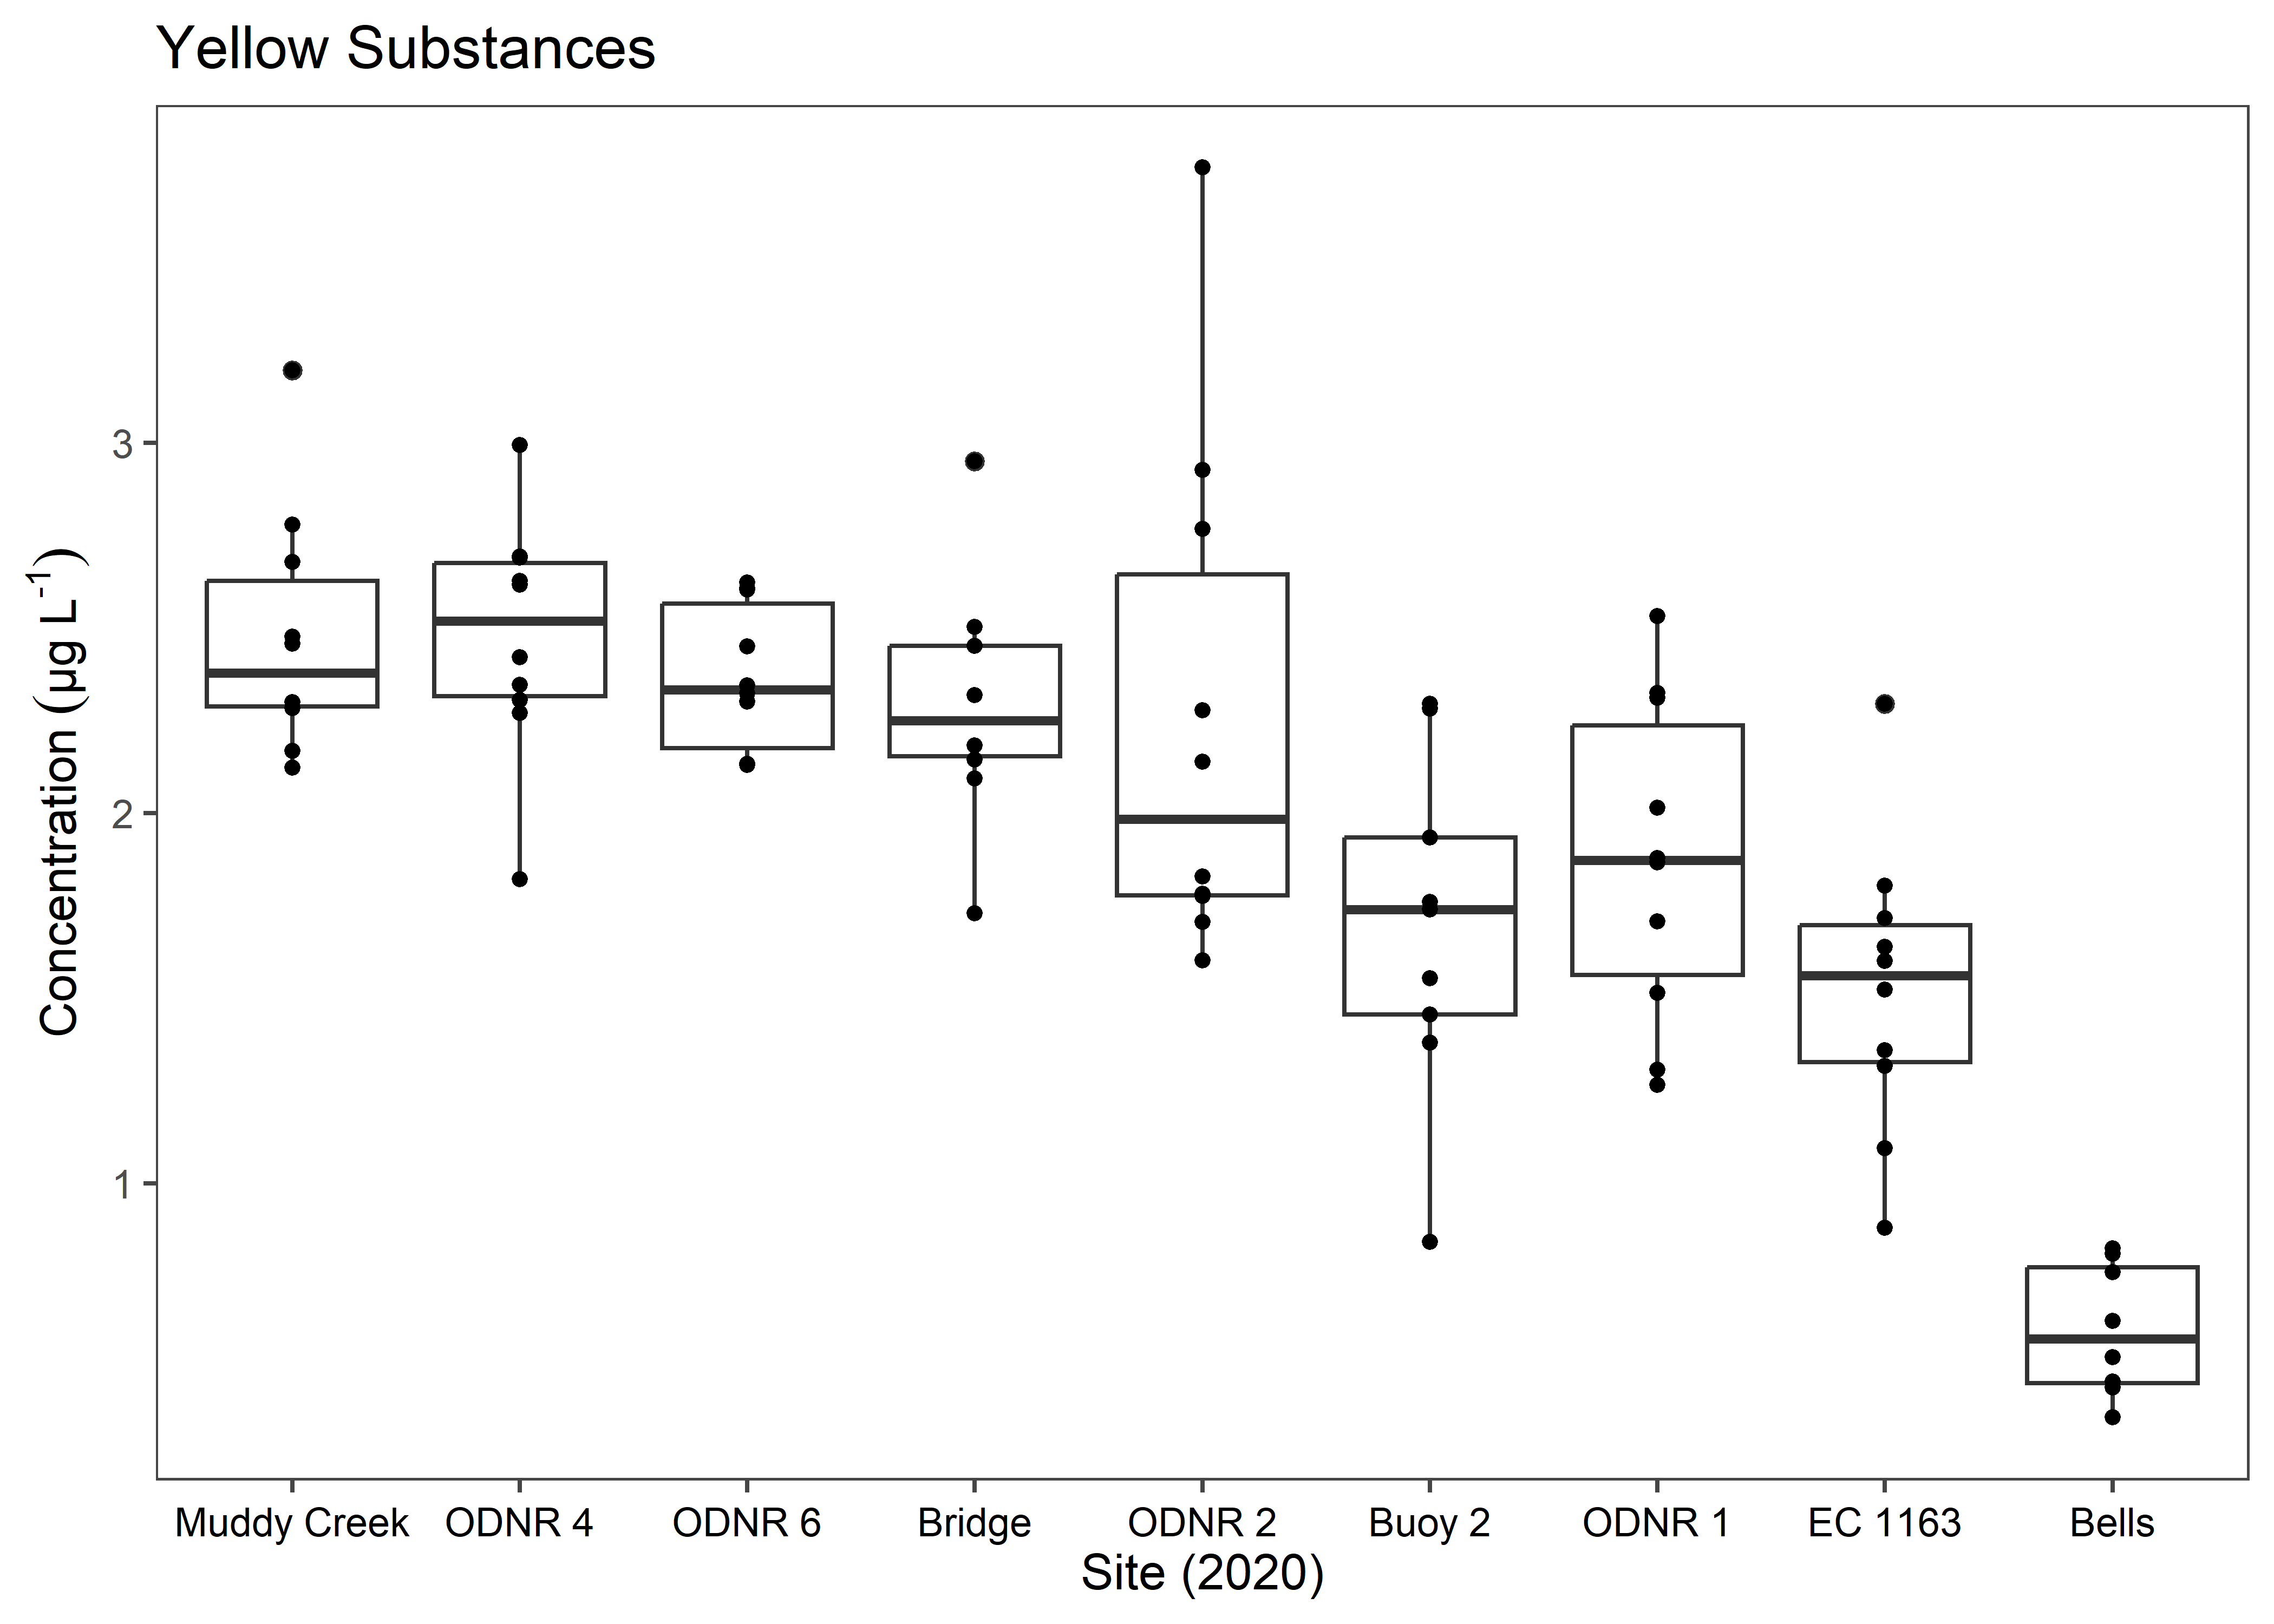 Yellow Substances
Concentration (µg L⁻¹)
3
2
1
Muddy Creek ODNR 4 ODNR 6 Bridge ODNR 2 Buoy 2 ODNR 1 EC 1163 Bells
Site (2020)